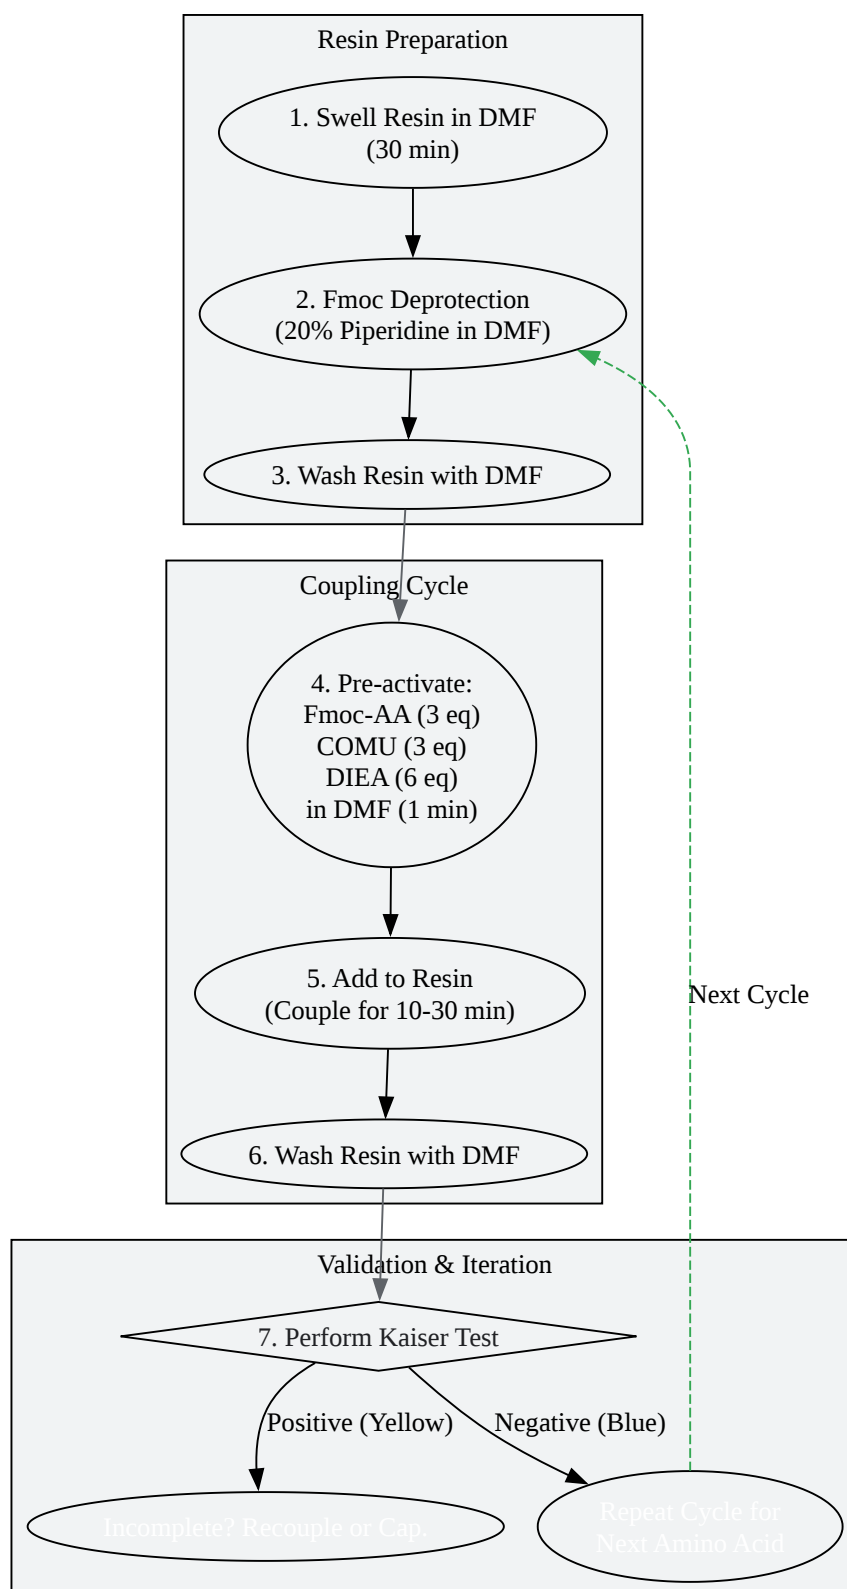 Resin Preparation
1. Swell Resin in DMF
(30 min)
2. Fmoc Deprotection
(20% Piperidine in DMF)
3. Wash Resin with DMF
Coupling Cycle
4. Pre-activate:
Fmoc-AA (3 eq)
COMU (3 eq)
DIEA (6 eq)
in DMF (1 min)
5. Add to Resin
(Couple for 10-30 min)
Next Cycle
6. Wash Resin with DMF
Validation & Iteration
7. Perform Kaiser Test
Positive (Yellow)
Negative (Blue)
Incomplete? Recouple or Cap.
Repeat Cycle for
Next Amino Acid